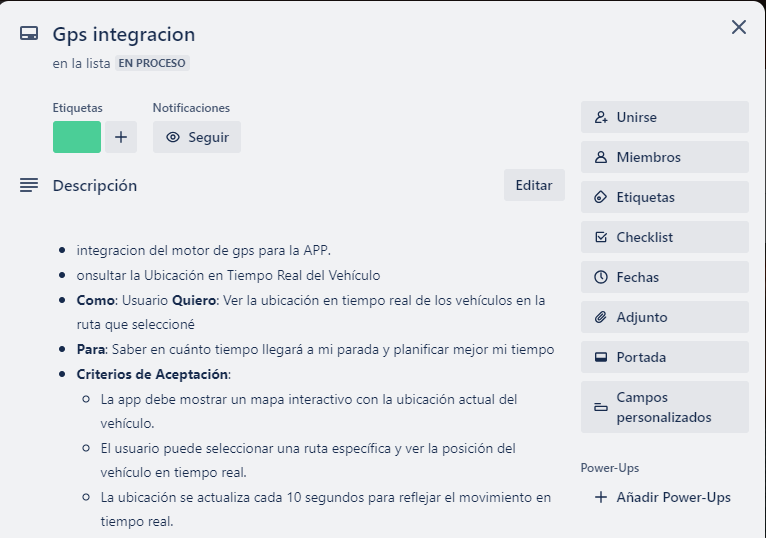 Gps integracion
en la lista EN PROCESO
Etiquetas
Notificaciones
+
Seguir
Descripción
Editar
integracion del motor de gps para la APP.
onsultar la Ubicación en Tiempo Real del Vehículo
Como: Usuario Quiero: Ver la ubicación en tiempo real de los vehículos en la
ruta que seleccioné
Para: Saber en cuánto tiempo llegará a mi parada y planificar mejor mi tiempo
Criterios de Aceptación:
La app debe mostrar un mapa interactivo con la ubicación actual del
vehículo.
El usuario puede seleccionar una ruta específica y ver la posición del
vehículo en tiempo real.
La ubicación se actualiza cada 10 segundos para reflejar el movimiento en
tiempo real.
Unirse
Miembros
Etiquetas
Checklist
Fechas
Adjunto
Portada
Campos
personalizados
Power-Ups
+ Añadir Power-Ups